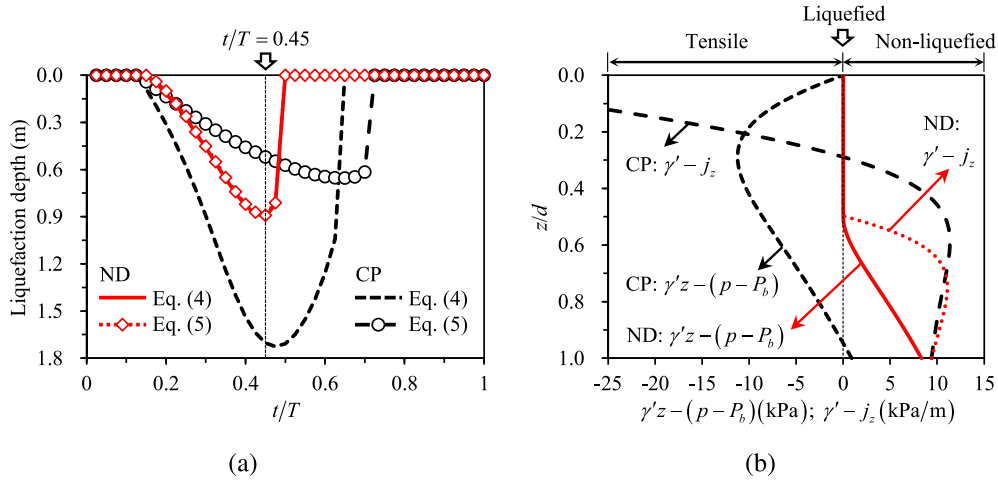 t/T = 0.45
0.0
0.3
0.6
0.9
1.2
1.5
1.8
Liquefaction depth (m)
ND
Eq. (4)
Eq. (5)
CP
Eq. (4)
Eq. (5)
0
0.2
0.4
0.6
0.8
1
t/T
(a)
Liquefied
Tensile
Non-liquefied
0.0
0.2
0.4
0.6
0.8
1.0
z/d
CP: γ′ − j_z
ND:
γ′ − j_z
CP: γ′z − (p − P_b)
ND: γ′z − (p − P_b)
-25
-20
-15
-10
-5
0
5
10
15
γ′z − (p − P_b)(kPa); γ′ − j_z(kPa/m)
(b)